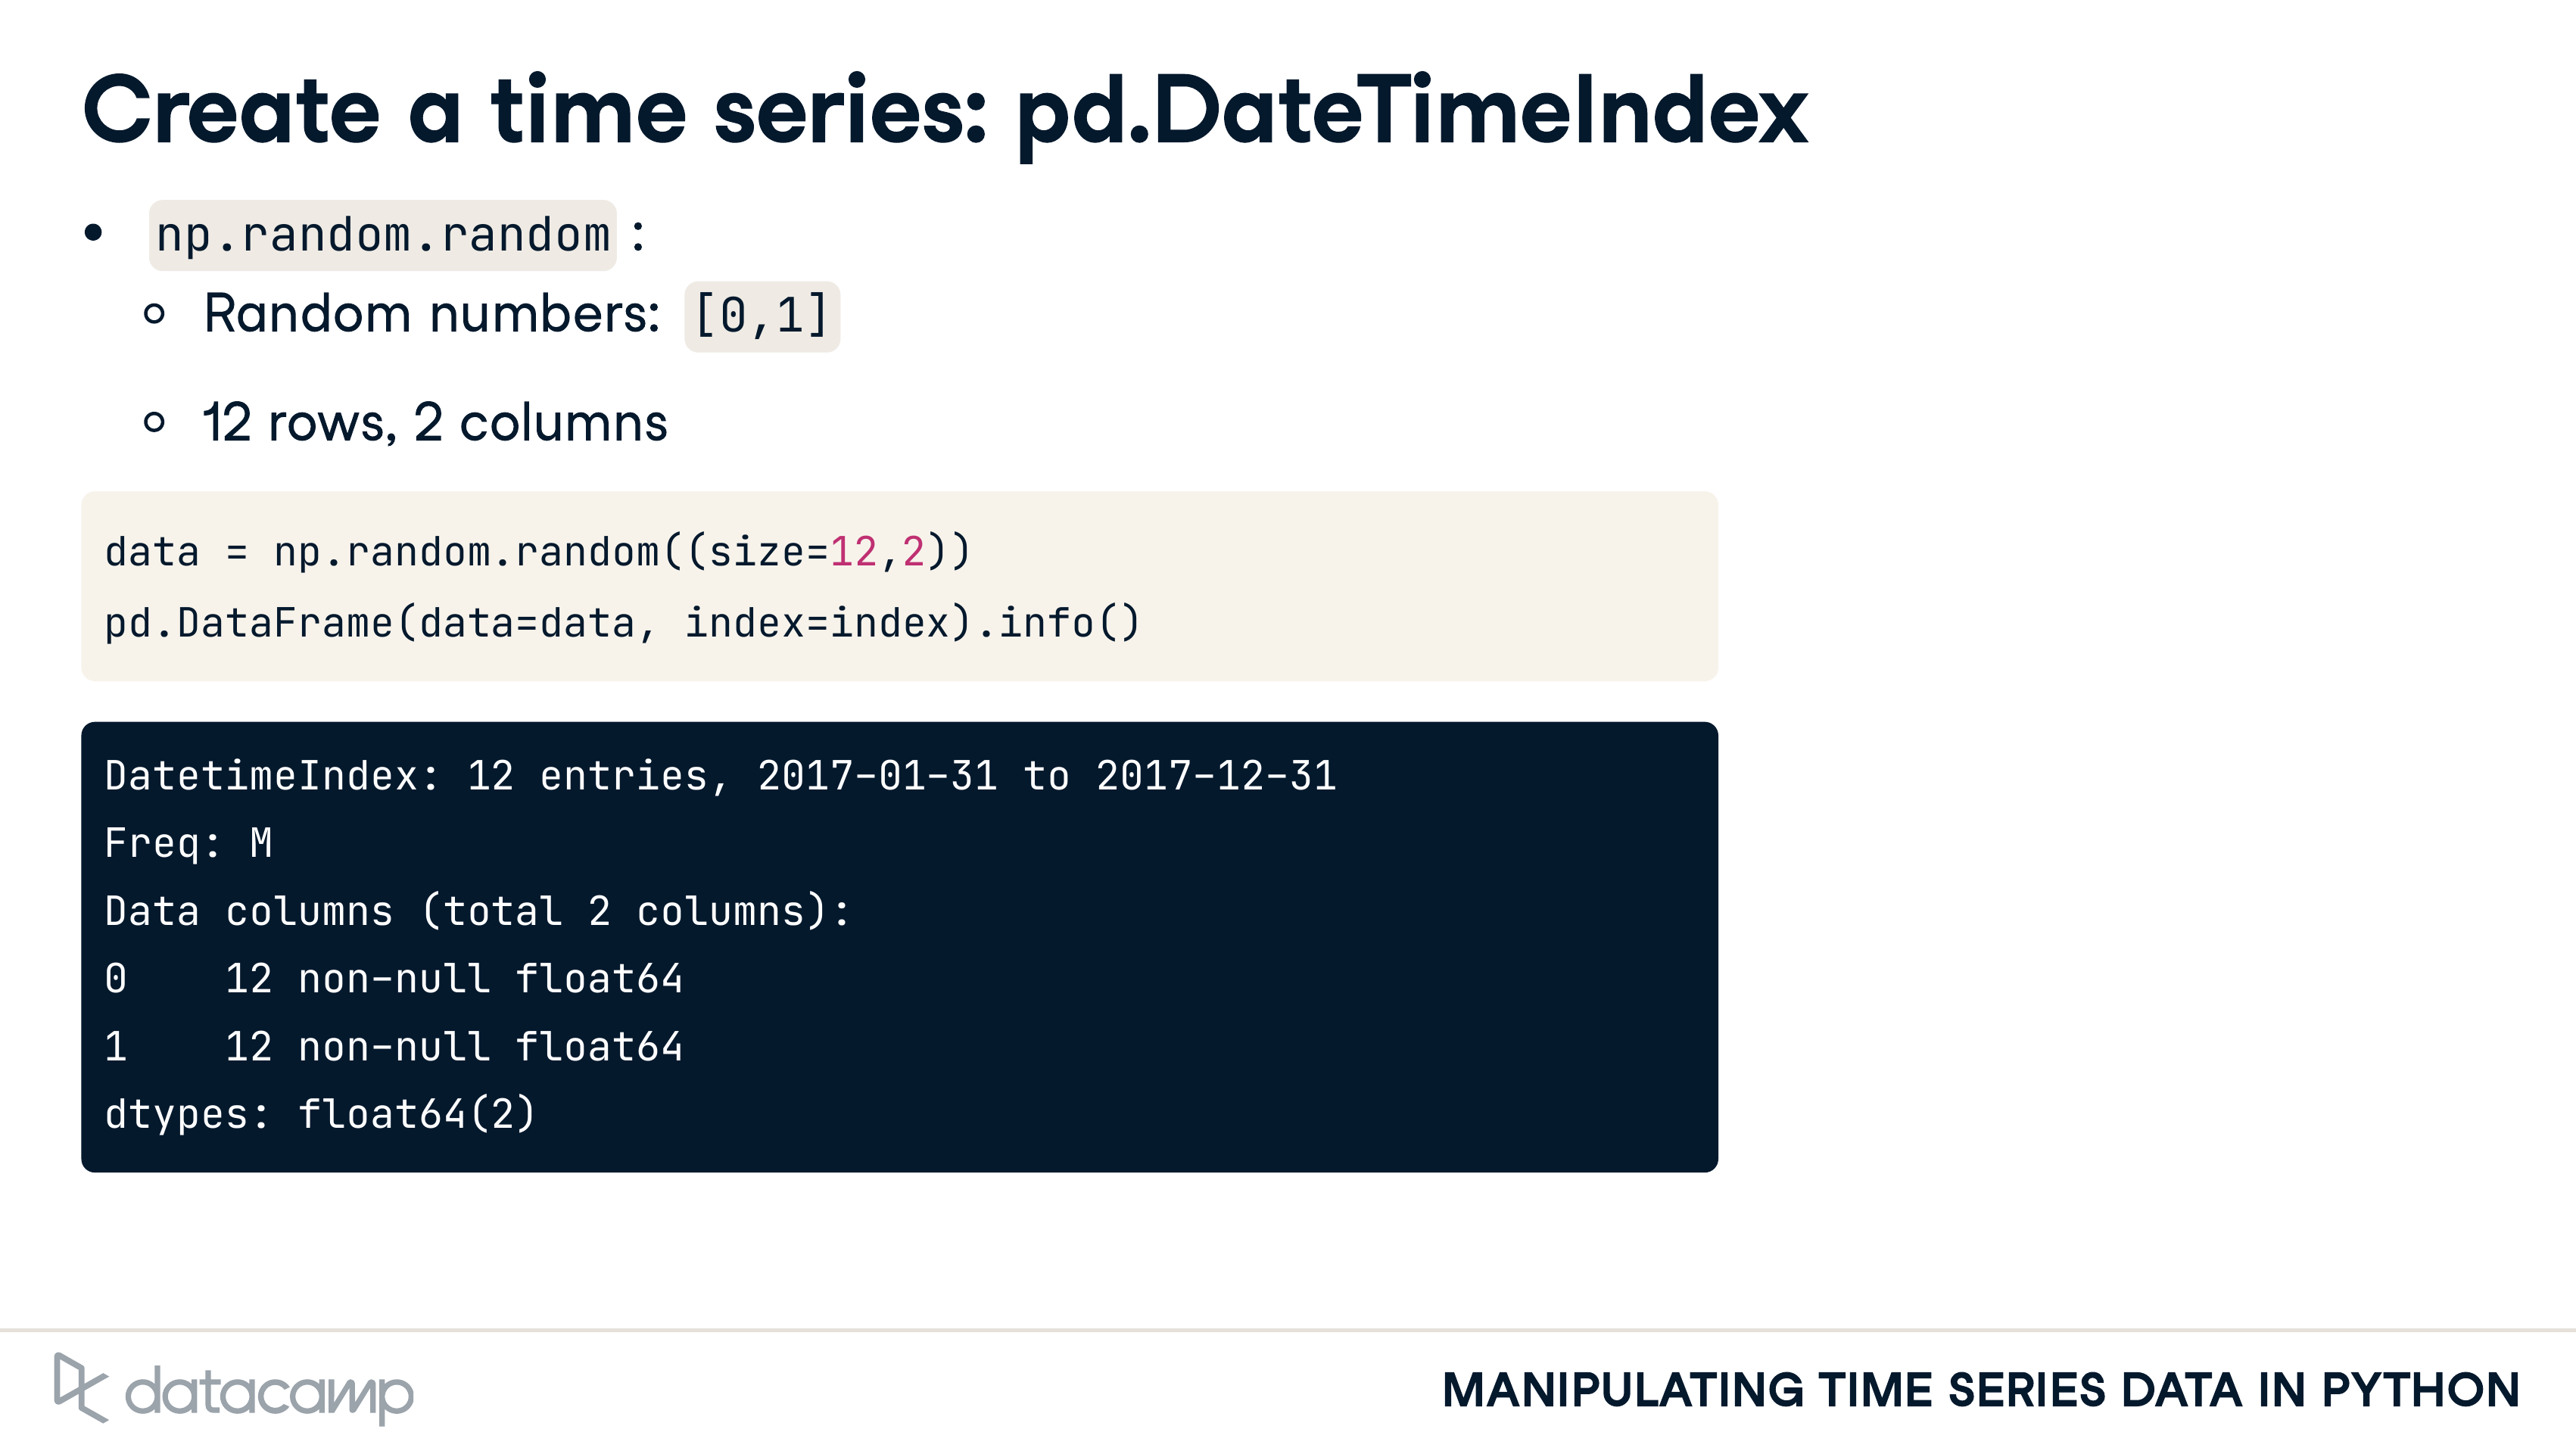 Create a time series: pd.DateTimeIndex
• np.random.random :
Random numbers: [0,1]
12 rows, 2 columns
data = np.random.random((size=12,2))
pd.DataFrame(data=data, index=index).info()
DatetimeIndex: 12 entries, 2017-01-31 to 2017-12-31
Freq: M
Data columns (total 2 columns):
0    12 non-null float64
1    12 non-null float64
dtypes: float64(2)
datacamp
MANIPULATING TIME SERIES DATA IN PYTHON